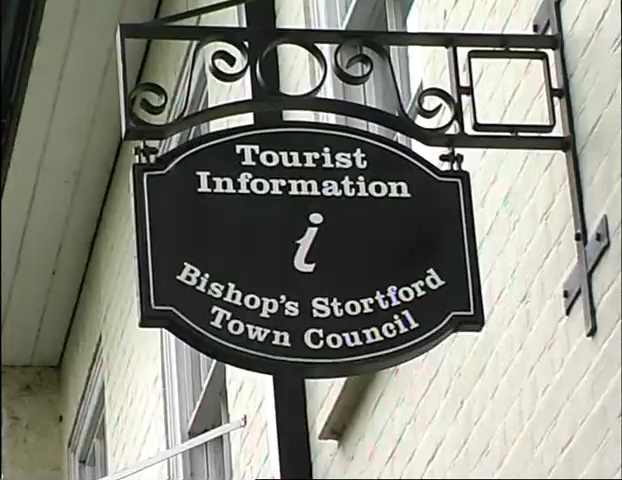 Tourist
Information
i
Bishop's Stortford
Town Council